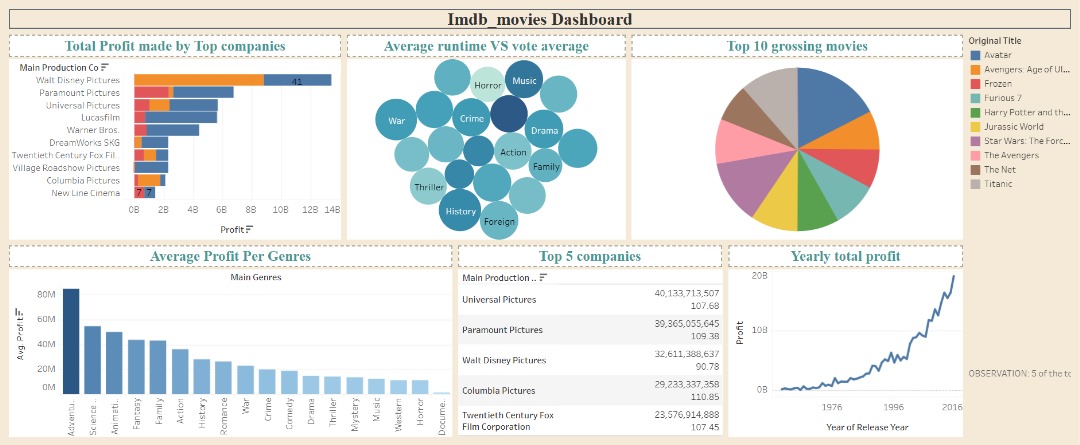 Imdb_movies Dashboard
Total Profit made by Top companies
Average runtime VS vote average
Top 10 grossing movies
Main Production Co
Walt Disney Pictures
41
Paramount Pictures
Universal Pictures
Lucasfilm
Warner Bros.
DreamWorks SKG
Twentieth Century Fox Fil..
Village Roadshow Pictures
Columbia Pictures
New Line Cinema
7 7
0B 2B 4B 6B 8B 10B 12B 14B
Profit
Horror
Music
War
Crime
Drama
Action
Family
Thriller
History
Foreign
Original Title
Avatar
Avengers: Age of Ul...
Frozen
Furious 7
Harry Potter and th...
Jurassic World
Star Wars: The Forc...
The Avengers
The Net
Titanic
Average Profit Per Genres
Main Genres
80M
60M
40M
20M
0M
Avg. Profit
Adventu..
Science ..
Animati..
Fantasy
Family
Action
History
Romance
War
Crime
Comedy
Drama
Thriller
Mystery
Music
Western
Horror
Docume..
Top 5 companies
Main Production ..
Universal Pictures
40,133,713,507
107.68
Paramount Pictures
39,365,055,645
109.38
Walt Disney Pictures
32,611,388,637
90.78
Columbia Pictures
29,233,337,358
110.85
Twentieth Century Fox
Film Corporation
23,576,914,888
107.45
Yearly total profit
20B
10B
0B
Profit
1976 1996 2016
Year of Release Year
OBSERVATION: 5 of the tc